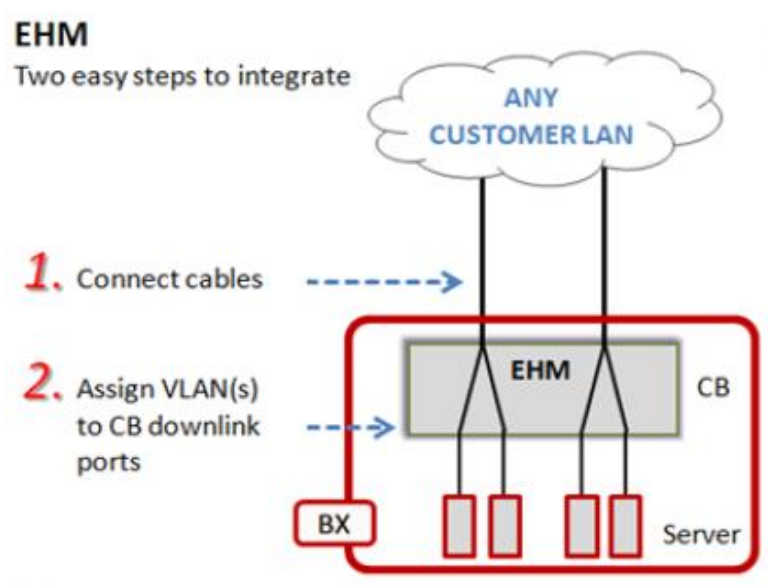 EHM
Two easy steps to integrate
ANY
CUSTOMER LAN
1. Connect cables
EHM
CB
2. Assign VLAN(s)
to CB downlink
ports
BX
Server